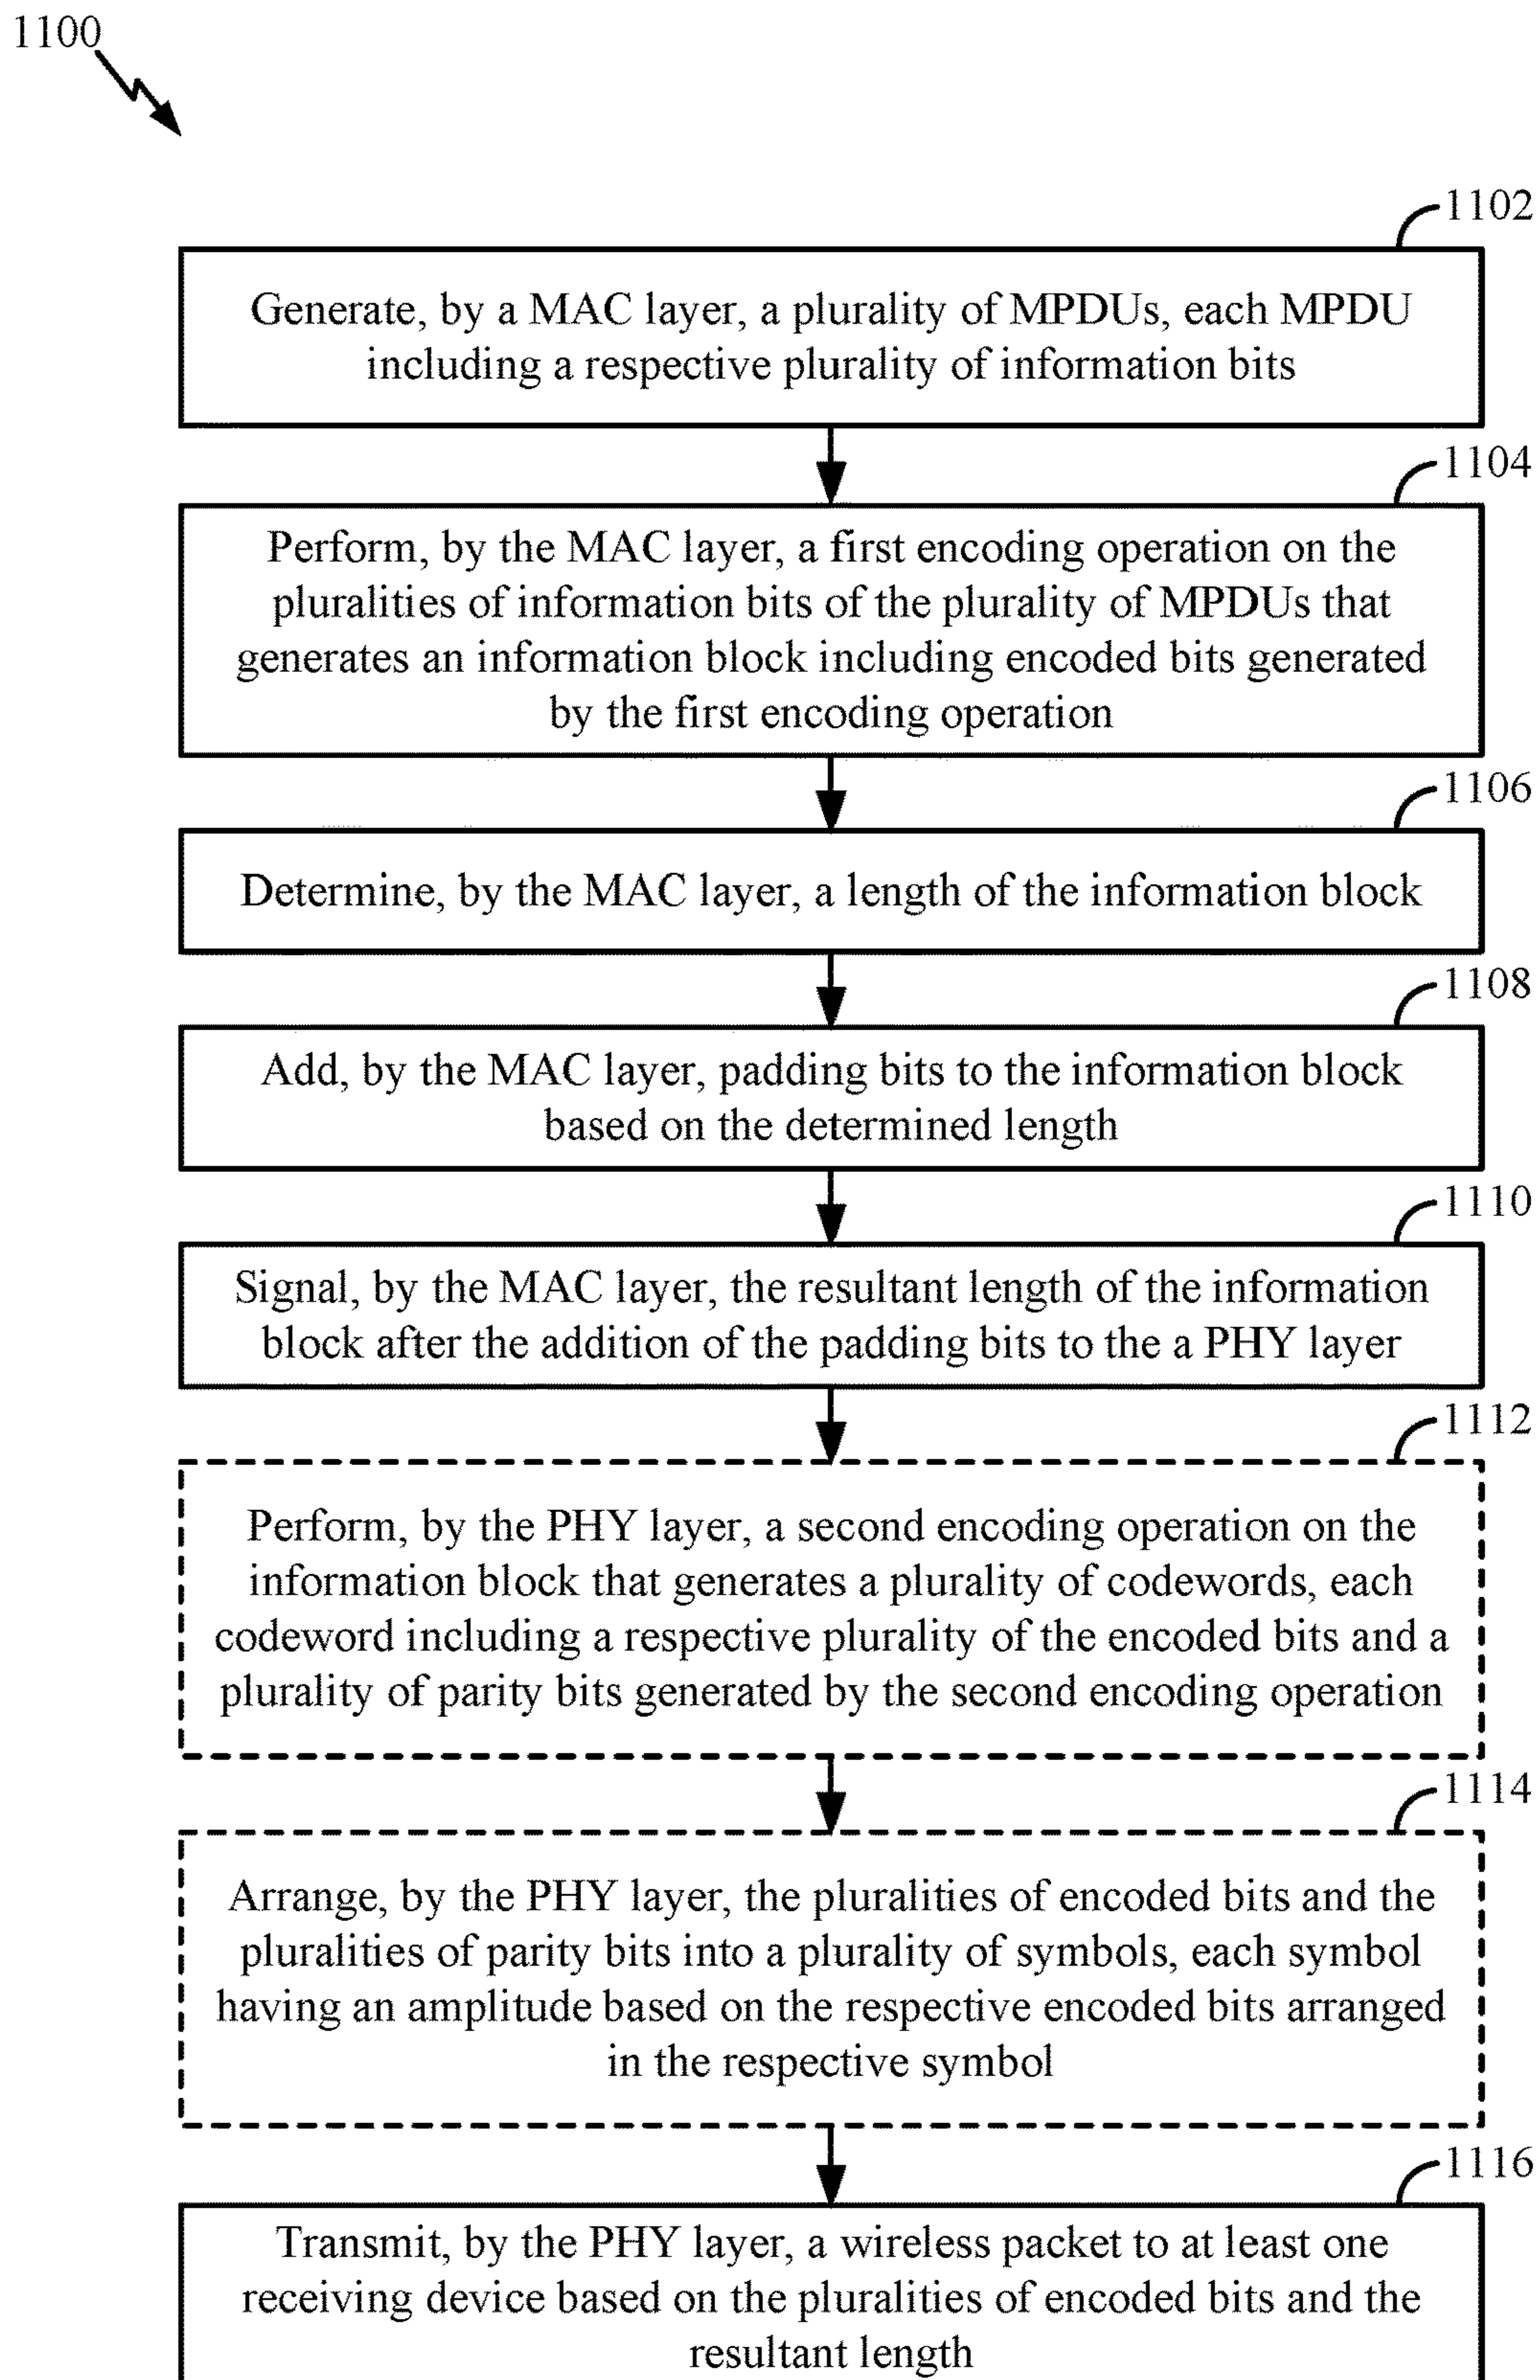 1100
1102
Generate, by a MAC layer, a plurality of MPDUs, each MPDU
including a respective plurality of information bits
1104
Perform, by the MAC layer, a first encoding operation on the
pluralities of information bits of the plurality of MPDUs that
generates an information block including encoded bits generated
by the first encoding operation
1106
Determine, by the MAC layer, a length of the information block
1108
Add, by the MAC layer, padding bits to the information block
based on the determined length
1110
Signal, by the MAC layer, the resultant length of the information
block after the addition of the padding bits to the a PHY layer
1112
Perform, by the PHY layer, a second encoding operation on the
information block that generates a plurality of codewords, each
codeword including a respective plurality of the encoded bits and a
plurality of parity bits generated by the second encoding operation
1114
Arrange, by the PHY layer, the pluralities of encoded bits and the
pluralities of parity bits into a plurality of symbols, each symbol
having an amplitude based on the respective encoded bits arranged
in the respective symbol
1116
Transmit, by the PHY layer, a wireless packet to at least one
receiving device based on the pluralities of encoded bits and the
resultant length